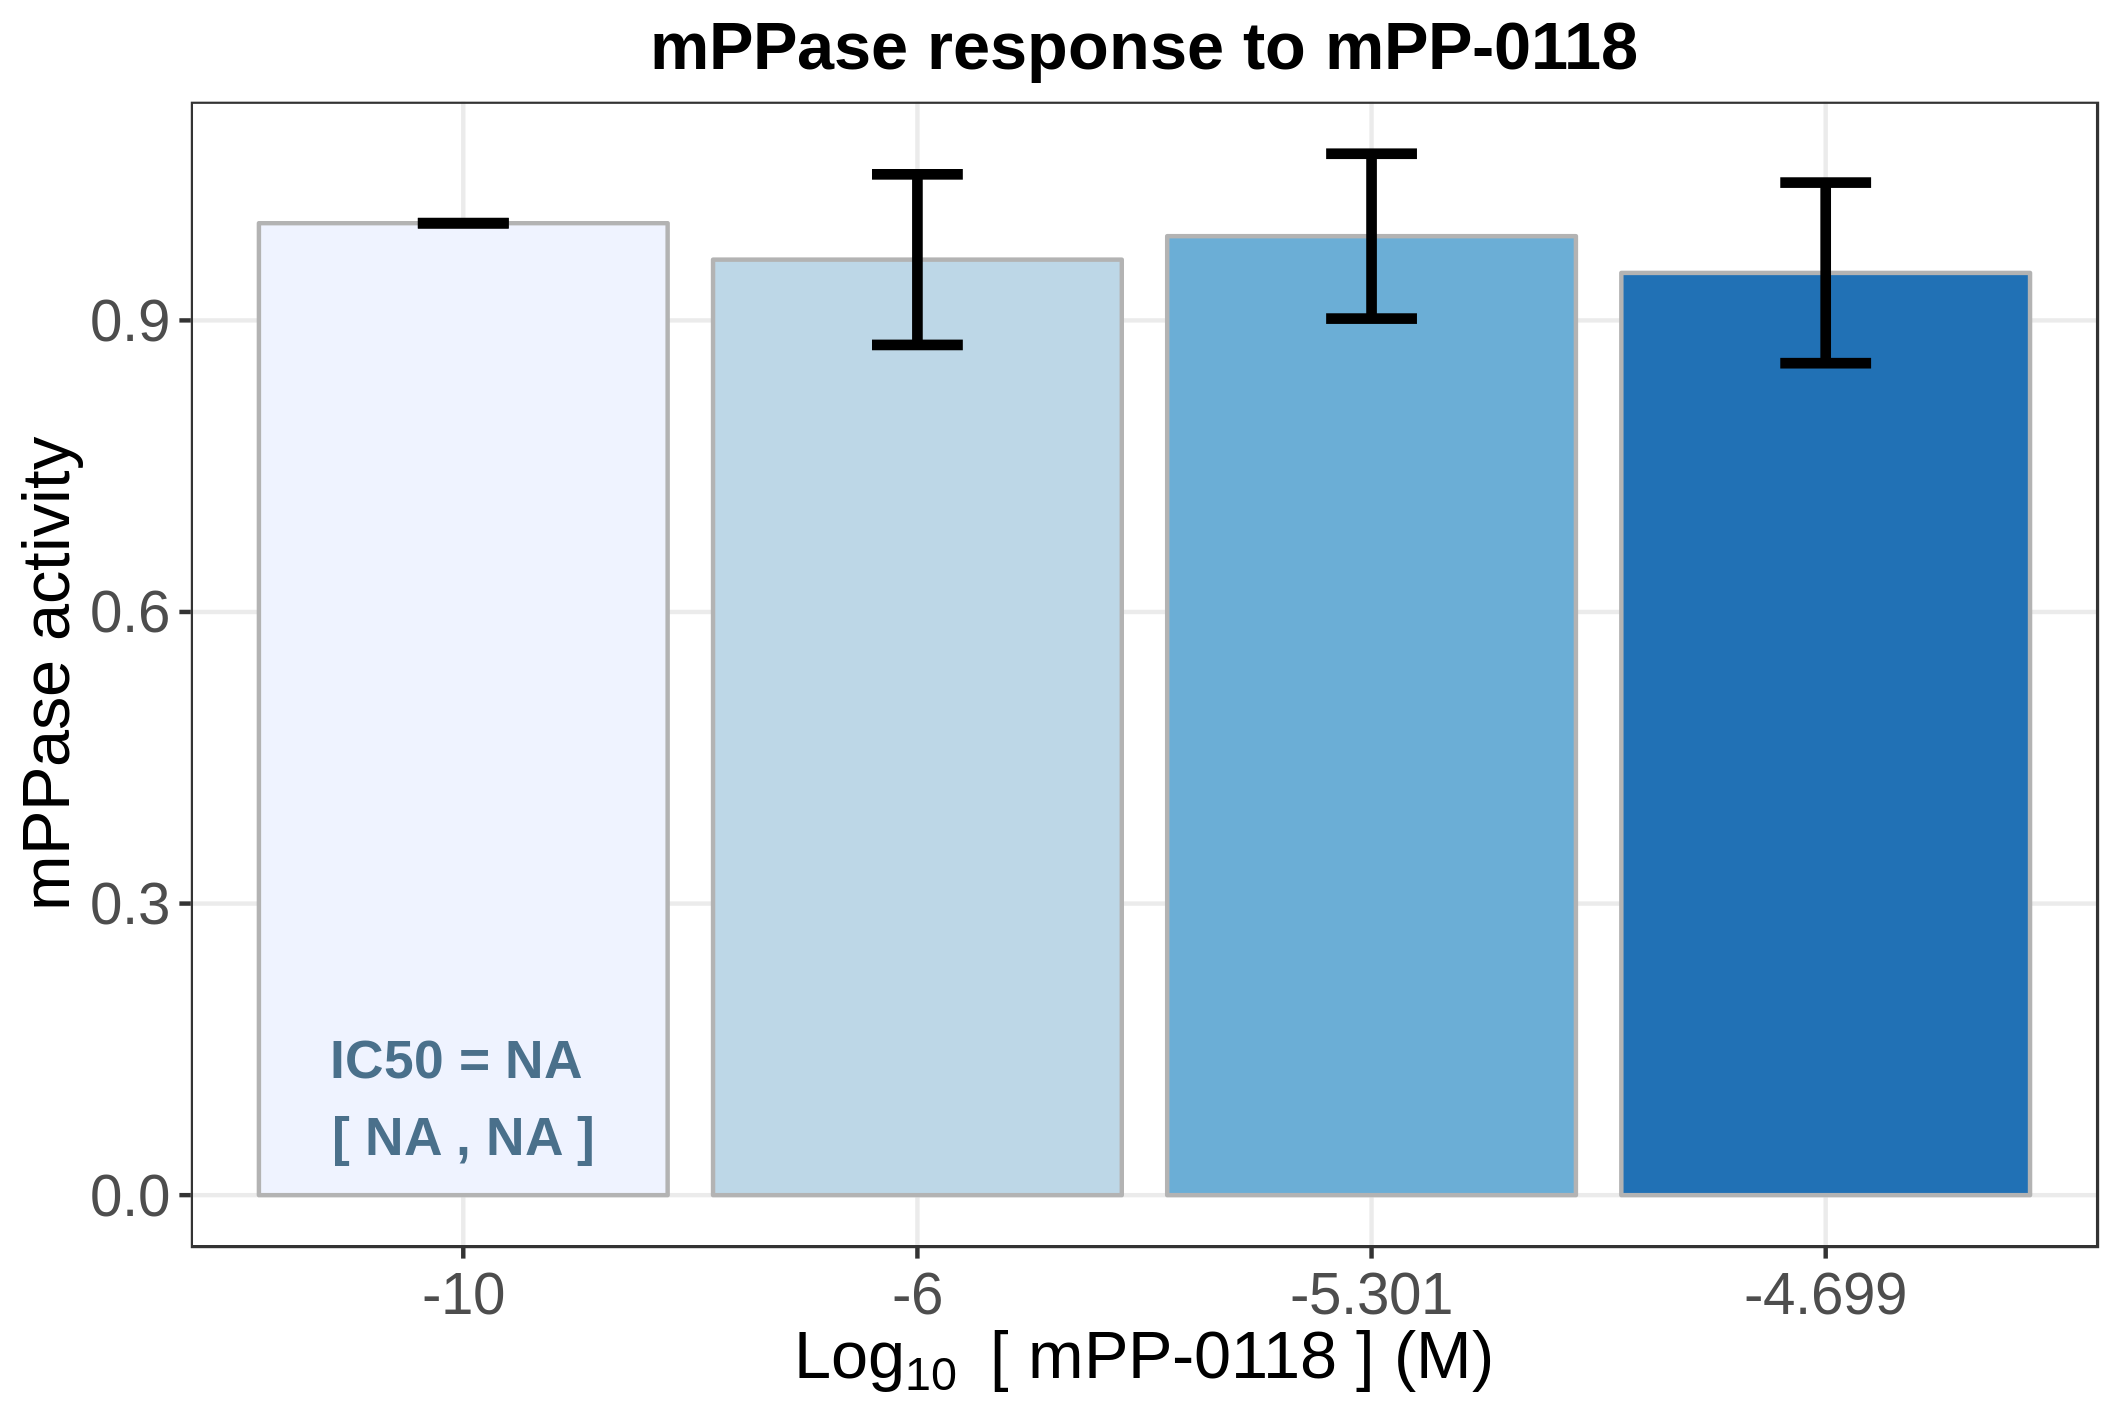 mPPase response to mPP-0118
mPPase activity
0.9
0.6
0.3
0.0
IC50 = NA
[ NA , NA ]
-10 -6 -5.301 -4.699
Log10 [ mPP-0118 ] (M)